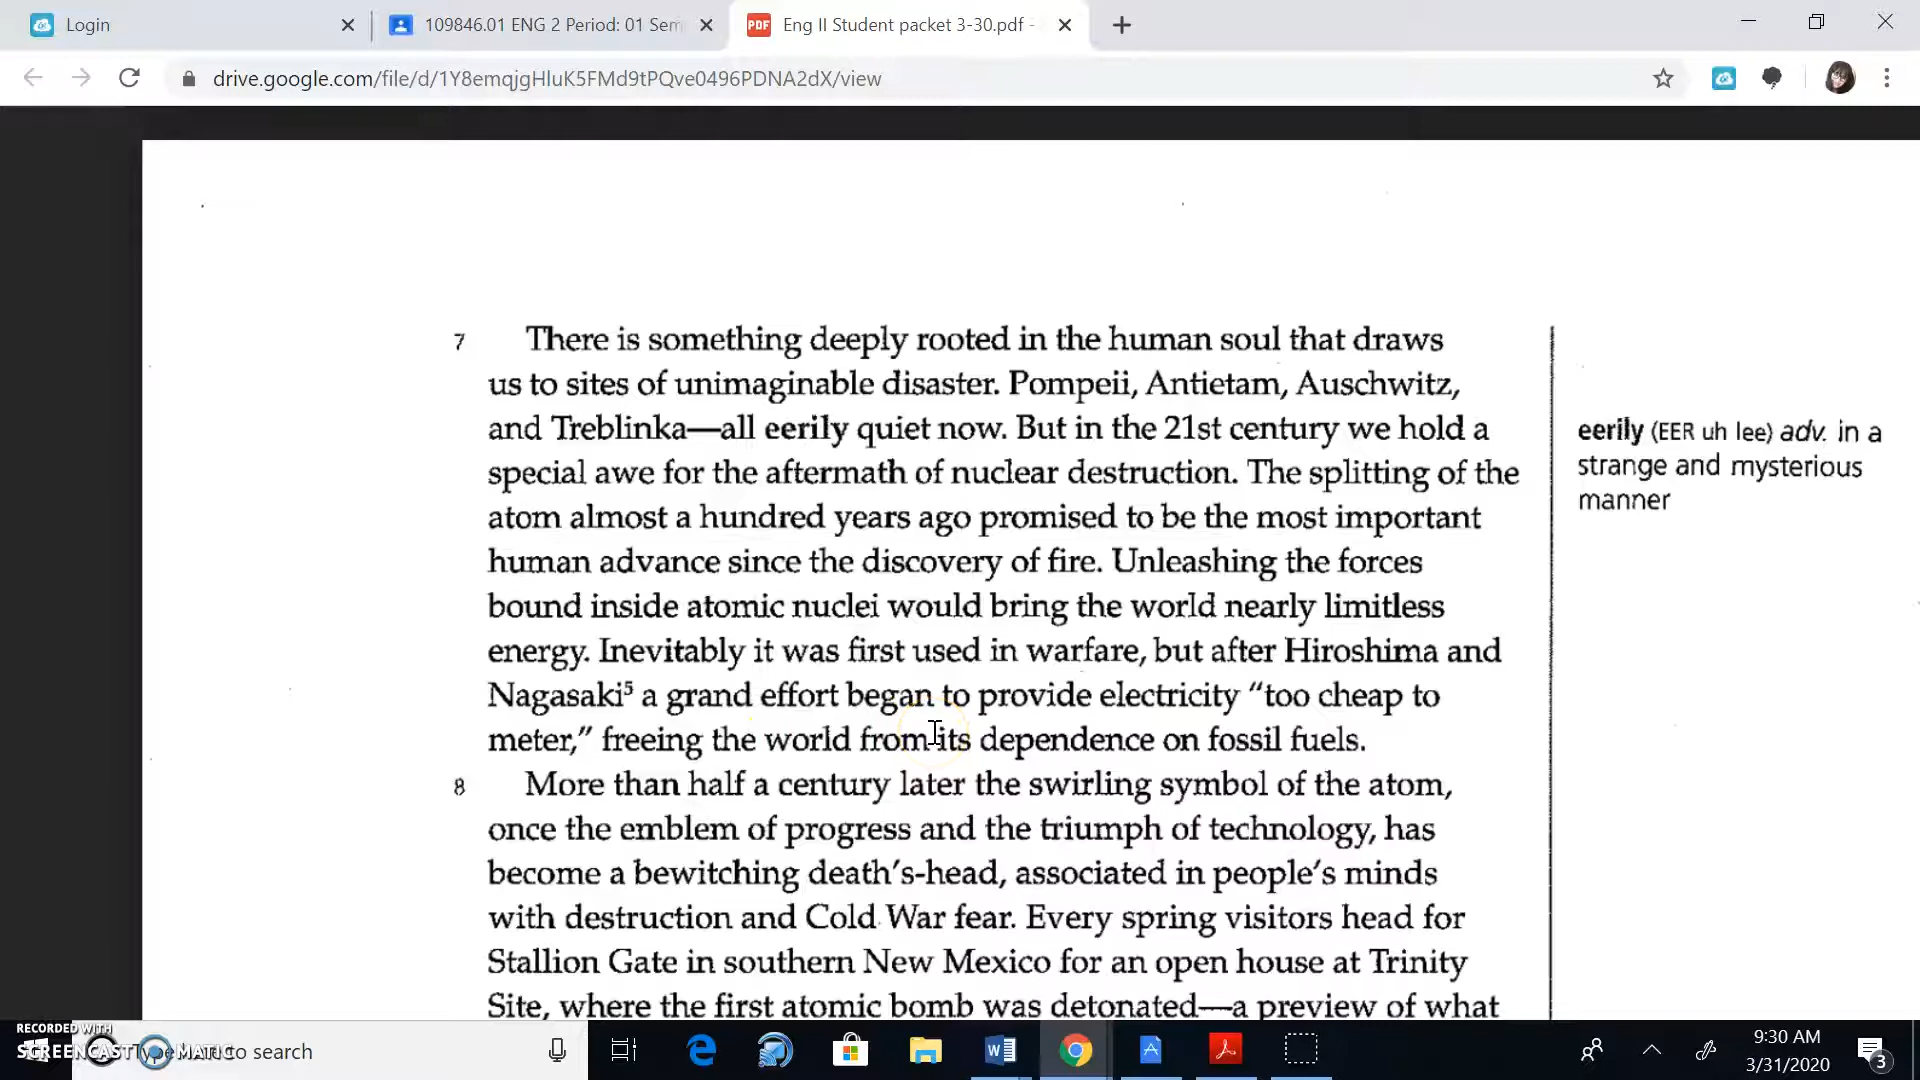 Login
109846.01 ENG 2 Period: 01 Sem
Eng II Student packet 3-30.pdf -
drive.google.com/file/d/1Y8emqjgHluK5FMd9tPQve0496PDNA2dX/view
7 There is something deeply rooted in the human soul that draws
us to sites of unimaginable disaster. Pompeii, Antietam, Auschwitz,
and Treblinka—all eerily quiet now. But in the 21st century we hold a
special awe for the aftermath of nuclear destruction. The splitting of the
atom almost a hundred years ago promised to be the most important
human advance since the discovery of fire. Unleashing the forces
bound inside atomic nuclei would bring the world nearly limitless
energy. Inevitably it was first used in warfare, but after Hiroshima and
Nagasaki⁵ a grand effort began to provide electricity “too cheap to
meter,” freeing the world from its dependence on fossil fuels.
8 More than half a century later the swirling symbol of the atom,
once the emblem of progress and the triumph of technology, has
become a bewitching death’s-head, associated in people’s minds
with destruction and Cold War fear. Every spring visitors head for
Stallion Gate in southern New Mexico for an open house at Trinity
Site, where the first atomic bomb was detonated—a preview of what
eerily (EER uh lee) adv. in a
strange and mysterious
manner
RECORDED WITH
SCREENCAST MATIC
Type here to search
9:30 AM
3/31/2020
3